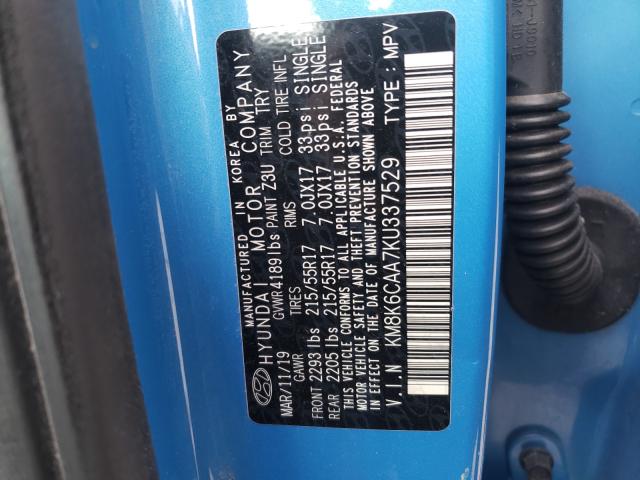 MANUFACTURED IN KOREA BY
HYUNDAI MOTOR COMPANY
MAR/11/19 GVWR 4189 lbs PAINT Z3U TRIM TRY
GAWR TIRES RIMS COLD TIRE INFL
FRONT 2293 lbs 215/55R17 7.0JX17 33psi SINGLE
REAR 2205 lbs 215/55R17 7.0JX17 33psi SINGLE
THIS VEHICLE CONFORMS TO ALL APPLICABLE U.S.A. FEDERAL
MOTOR VEHICLE SAFETY AND THEFT PREVENTION STANDARDS
IN EFFECT ON THE DATE OF MANUFACTURE SHOWN ABOVE
V.I.N KM8K6CAA7KU337529 TYPE : MPV